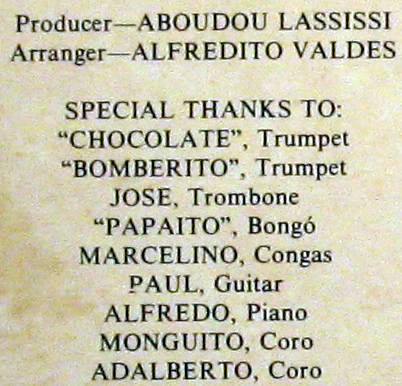 Producer—ABOUDOU LASSISSI
Arranger—ALFREDITO VALDES
SPECIAL THANKS TO:
“CHOCOLATE”, Trumpet
“BOMBERITO”, Trumpet
JOSE, Trombone
“PAPAITO”, Bongó
MARCELINO, Congas
PAUL, Guitar
ALFREDO, Piano
MONGUITO, Coro
ADALBERTO, Coro